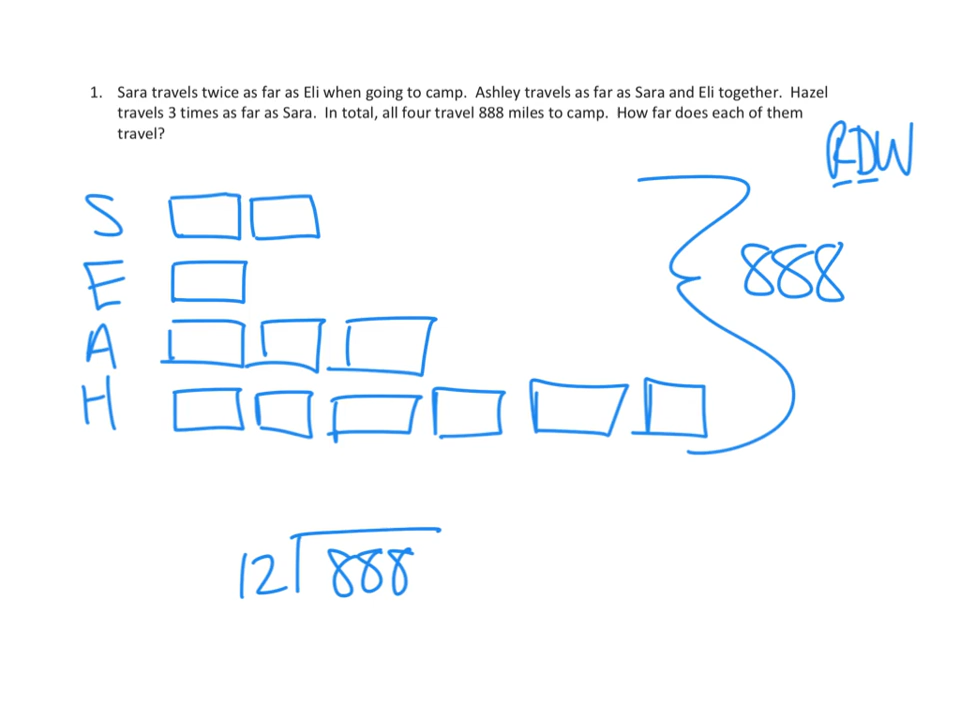 1. Sara travels twice as far as Eli when going to camp. Ashley travels as far as Sara and Eli together. Hazel
travels 3 times as far as Sara. In total, all four travel 888 miles to camp. How far does each of them
travel?
RDW
S
E
888
A
H
12 888